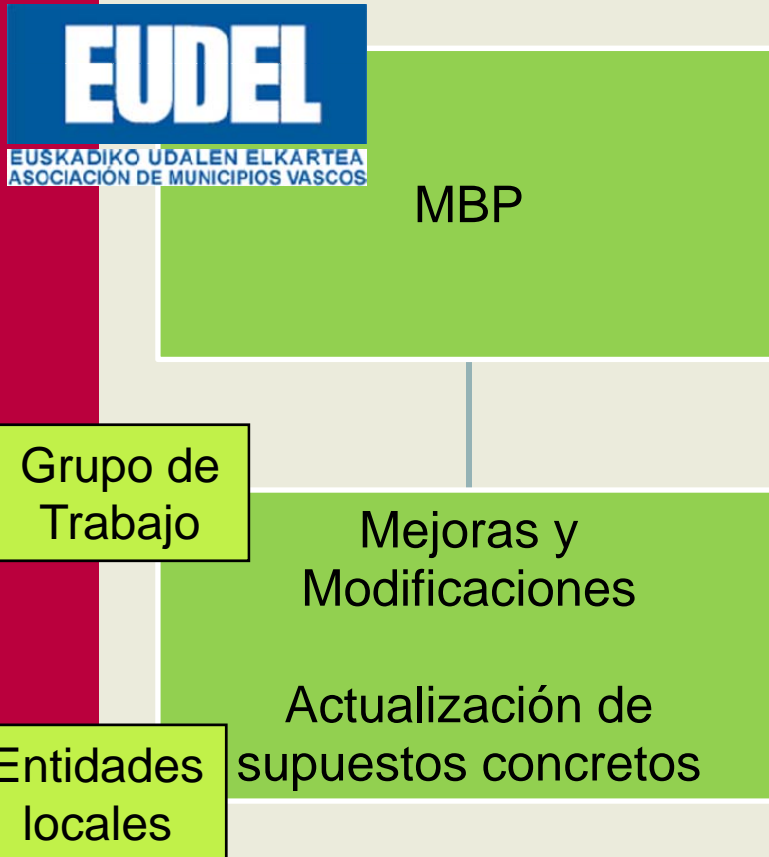 EUDEL
EUSKADIKO UDALEN ELKARTEA
ASOCIACIÓN DE MUNICIPIOS VASCOS
MBP
Grupo de
Trabajo
Mejoras y
Modificaciones
Actualización de
supuestos concretos
Entidades
locales